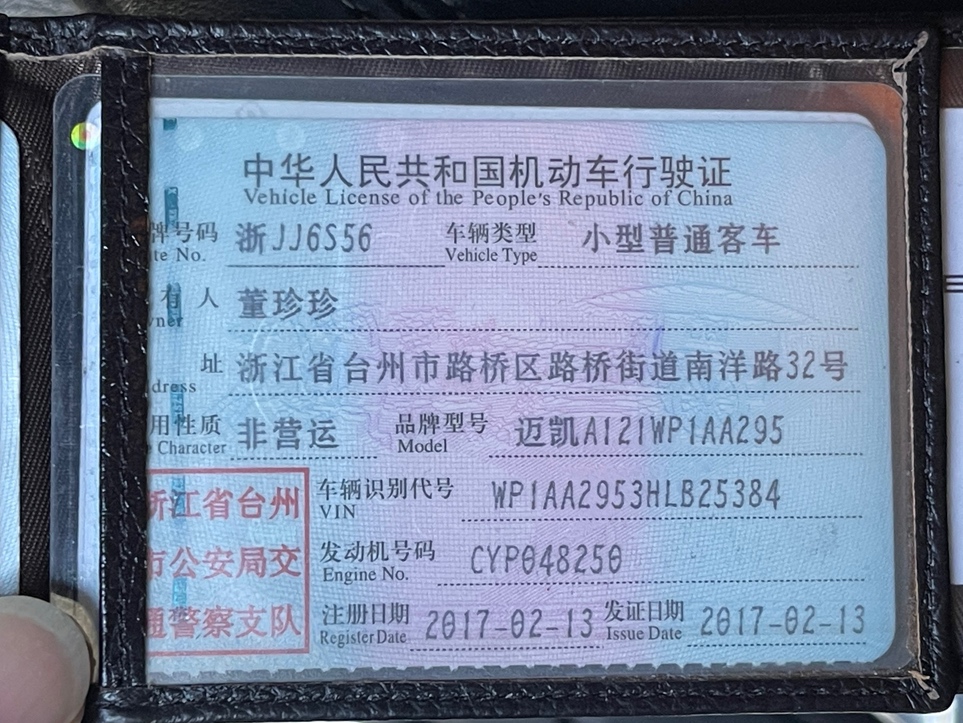 中华人民共和国机动车行驶证
Vehicle License of the People's Republic of China
牌号码 浙JJ6S56 车辆类型 小型普通客车
te No. Vehicle Type
有人 董珍珍
wner
址 浙江省台州市路桥区路桥街道南洋路32号
dress
用性质 非营运 品牌型号 迈凯A121WP1AA295
Character Model
浙江省台州
市公安局交
通警察支队
车辆识别代号 WP1AA2953HLB25384
VIN
发动机号码 CYP048250
Engine No.
注册日期 2017-02-13 发证日期 2017-02-13
Register Date Issue Date